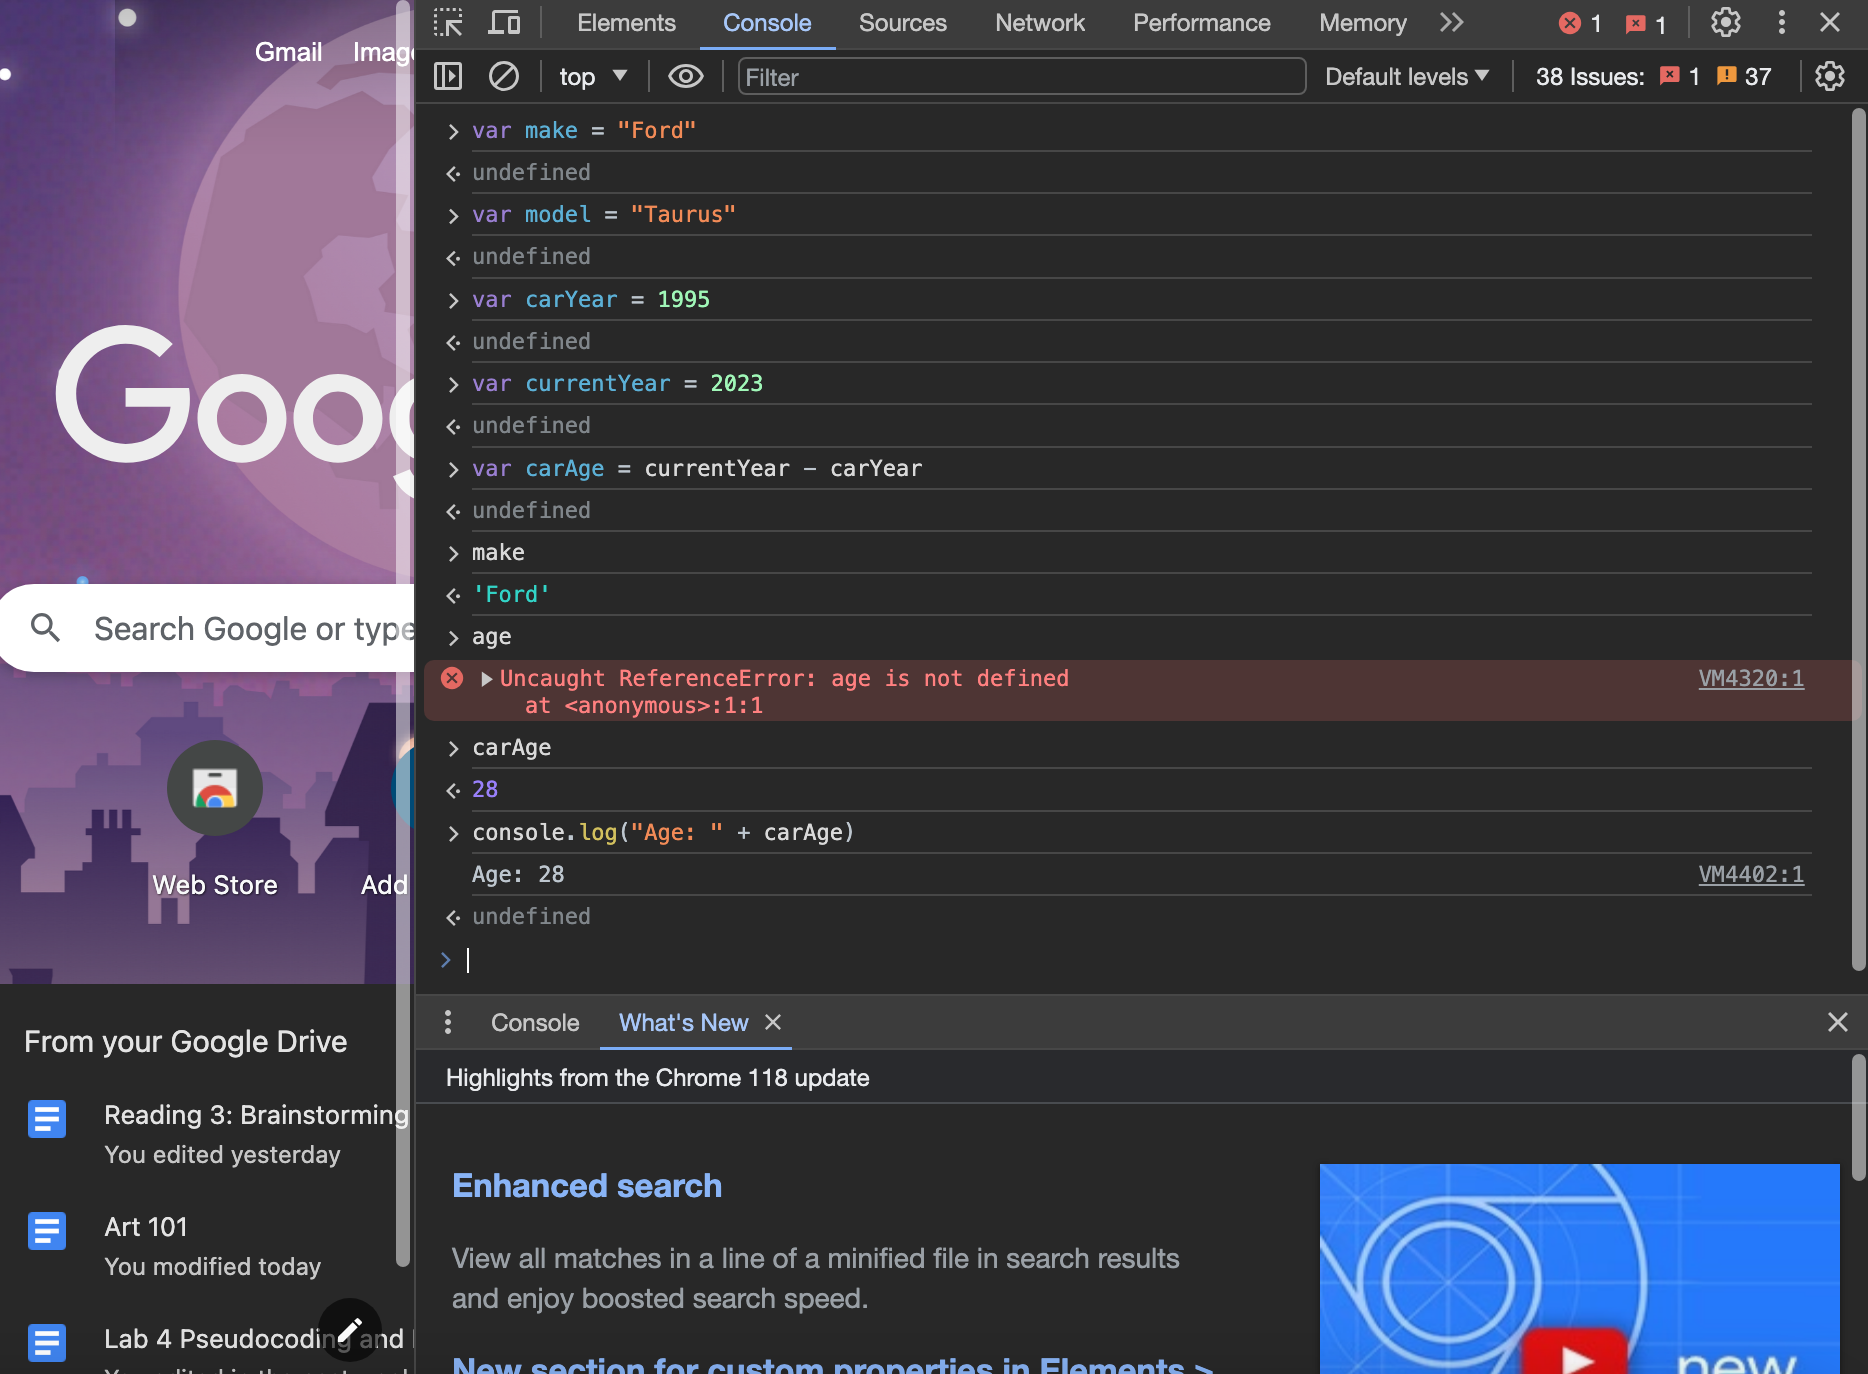 Gmail Imag
Goog
Search Google or type
Web Store
Add
From your Google Drive
Reading 3: Brainstorming
You edited yesterday
Art 101
You modified today
Lab 4 Pseudocoding and
Elements Console Sources Network Performance Memory 1 1
top Filter Default levels 38 Issues: 1 37
var make = "Ford"
undefined
var model = "Taurus"
undefined
var carYear = 1995
undefined
var currentYear = 2023
undefined
var carAge = currentYear - carYear
undefined
make
'Ford'
age
Uncaught ReferenceError: age is not defined VM4320:1
at <anonymous>:1:1
carAge
28
console.log("Age: " + carAge)
Age: 28 VM4402:1
undefined
Console What's New
Highlights from the Chrome 118 update
Enhanced search
View all matches in a line of a minified file in search results
and enjoy boosted search speed.
New section for custom properties in Elements >
new